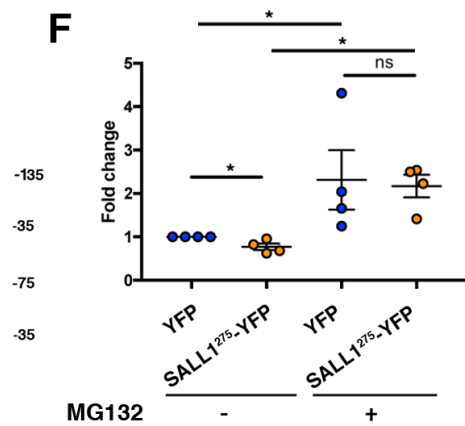 F
*
*
ns
*
Fold change
5
4
3
2
1
0
-135
-35
-75
-35
YFP
SALL1²⁷⁵-YFP
YFP
SALL1²⁷⁵-YFP
MG132 - +